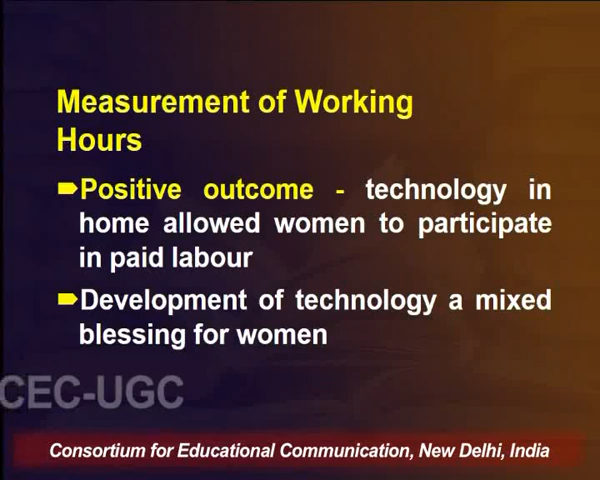 Measurement of Working
Hours
Positive outcome - technology in
home allowed women to participate
in paid labour
Development of technology a mixed
blessing for women
CEC-UGC
Consortium for Educational Communication, New Delhi, India